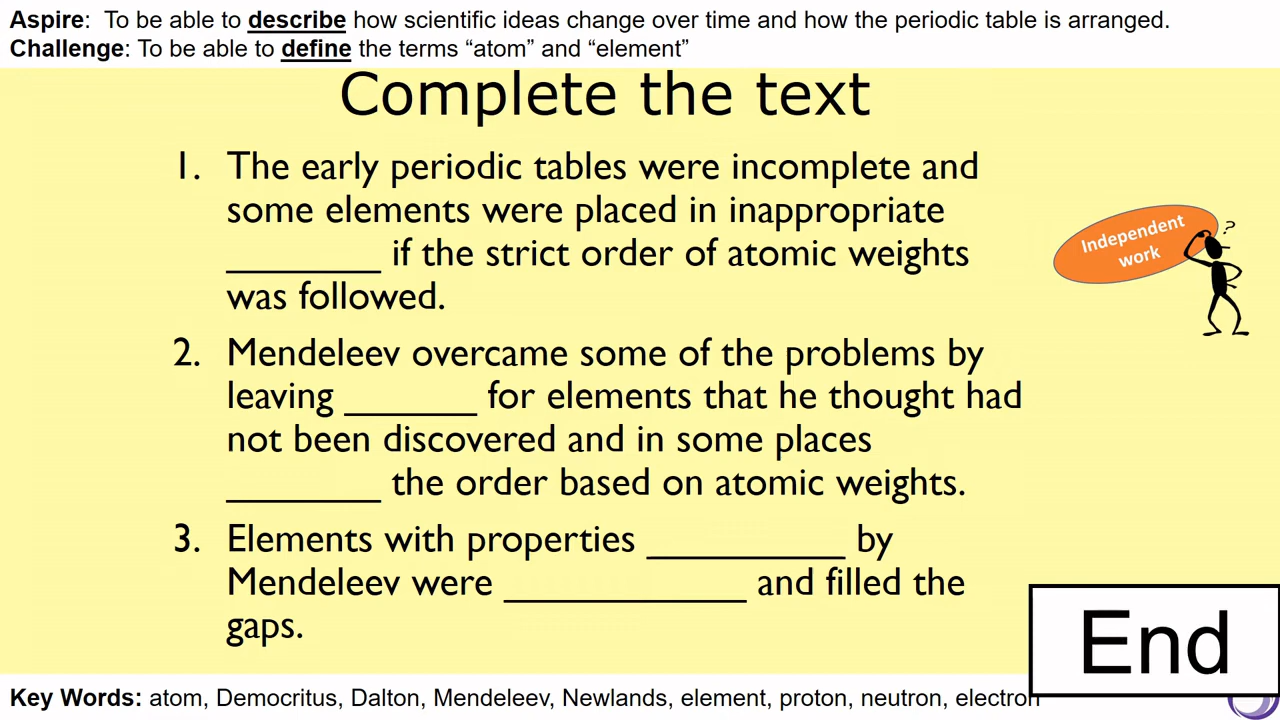 Aspire: To be able to describe how scientific ideas change over time and how the periodic table is arranged.
Challenge: To be able to define the terms “atom” and “element”
Complete the text
1. The early periodic tables were incomplete and
some elements were placed in inappropriate
_______ if the strict order of atomic weights
was followed.
2. Mendeleev overcame some of the problems by
leaving ______ for elements that he thought had
not been discovered and in some places
_______ the order based on atomic weights.
3. Elements with properties _________ by
Mendeleev were ___________ and filled the
gaps.
Independent
work
?
End
Key Words: atom, Democritus, Dalton, Mendeleev, Newlands, element, proton, neutron, electron